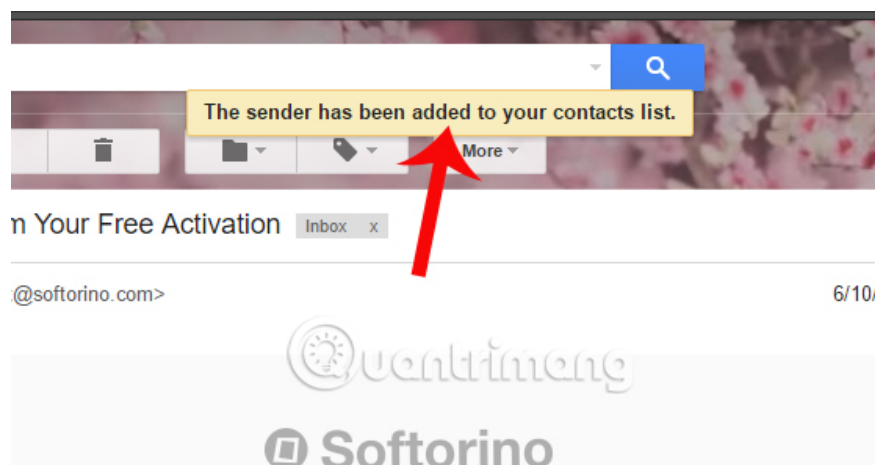 The sender has been added to your contacts list.
More
m Your Free Activation Inbox x
@softorino.com> 6/10/
Quantrimang
Softorino